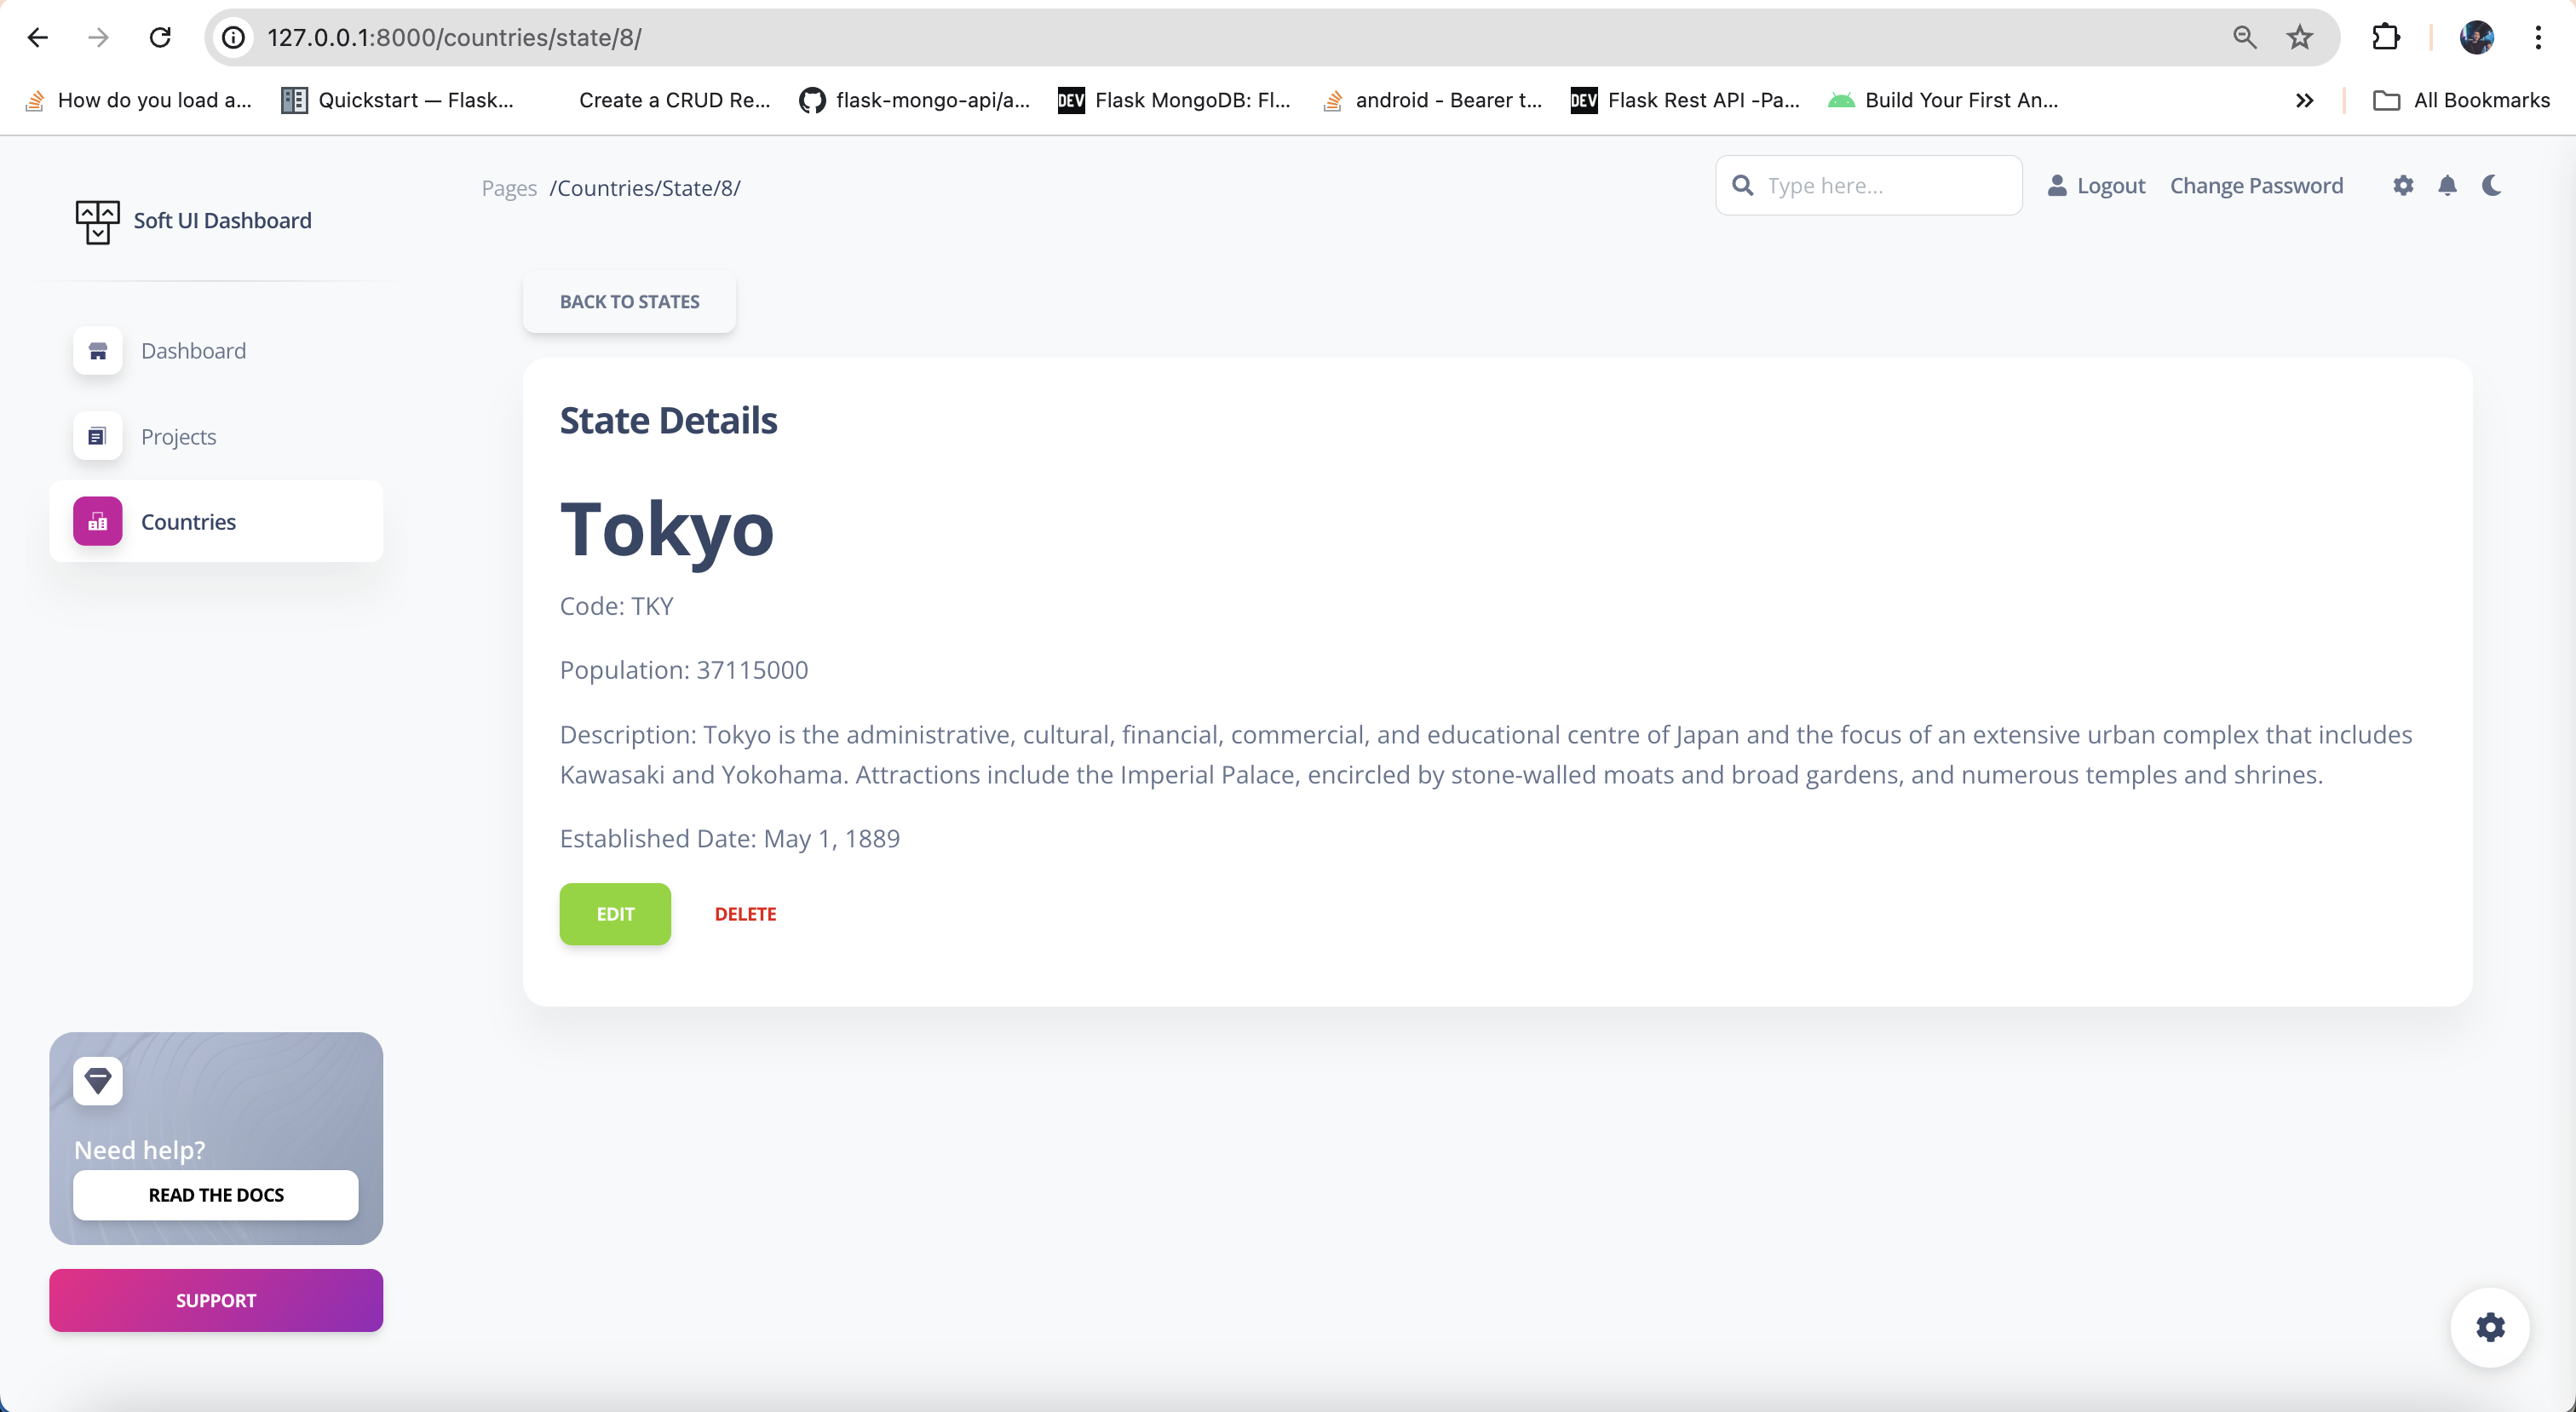 127.0.0.1:8000/countries/state/8/
How do you load a...
Quickstart — Flask...
Create a CRUD Re...
flask-mongo-api/a...
DEV Flask MongoDB: Fl...
android - Bearer t...
DEV Flask Rest API -Pa...
Build Your First An...
All Bookmarks
Soft UI Dashboard
Pages /Countries/State/8/
Type here...
Logout
Change Password
BACK TO STATES
Dashboard
Projects
Countries
State Details
Tokyo
Code: TKY
Population: 37115000
Description: Tokyo is the administrative, cultural, financial, commercial, and educational centre of Japan and the focus of an extensive urban complex that includes
Kawasaki and Yokohama. Attractions include the Imperial Palace, encircled by stone-walled moats and broad gardens, and numerous temples and shrines.
Established Date: May 1, 1889
EDIT
DELETE
Need help?
READ THE DOCS
SUPPORT